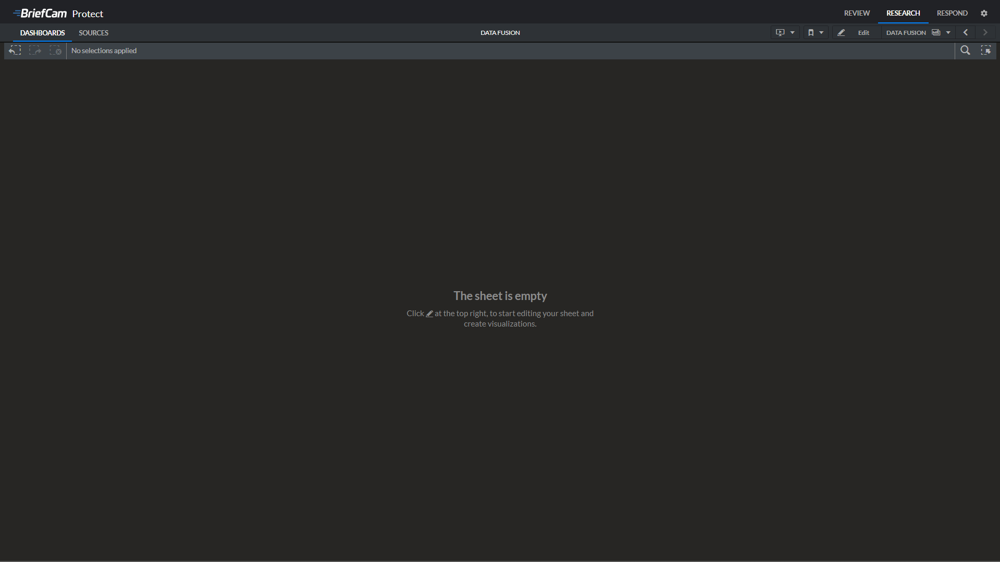 BriefCam Protect
REVIEW RESEARCH RESPOND
DASHBOARDS SOURCES DATA FUSION Edit DATA FUSION
No selections applied
The sheet is empty
Click at the top right, to start editing your sheet and
create visualizations.